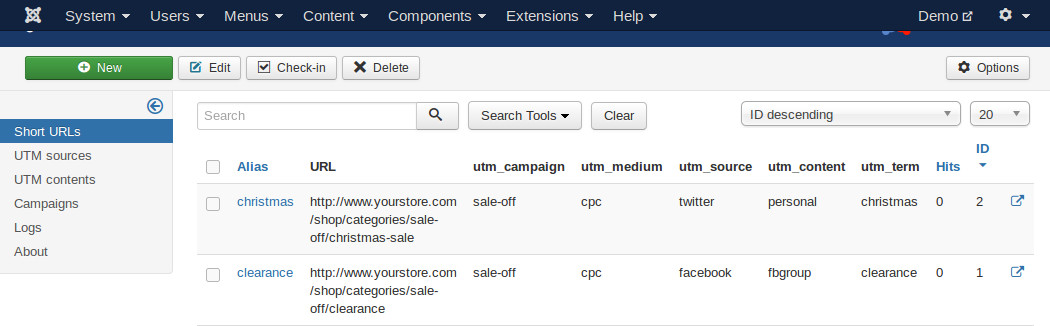 System Users Menus Content Components Extensions Help Demo
New Edit Check-in Delete Options
Short URLs
UTM sources
UTM contents
Campaigns
Logs
About
Search Search Tools Clear ID descending 20
Alias URL utm_campaign utm_medium utm_source utm_content utm_term Hits ID
christmas http://www.yourstore.com sale-off cpc twitter personal christmas 0 2
/shop/categories/sale-
off/christmas-sale
clearance http://www.yourstore.com sale-off cpc facebook fbgroup clearance 0 1
/shop/categories/sale-
off/clearance